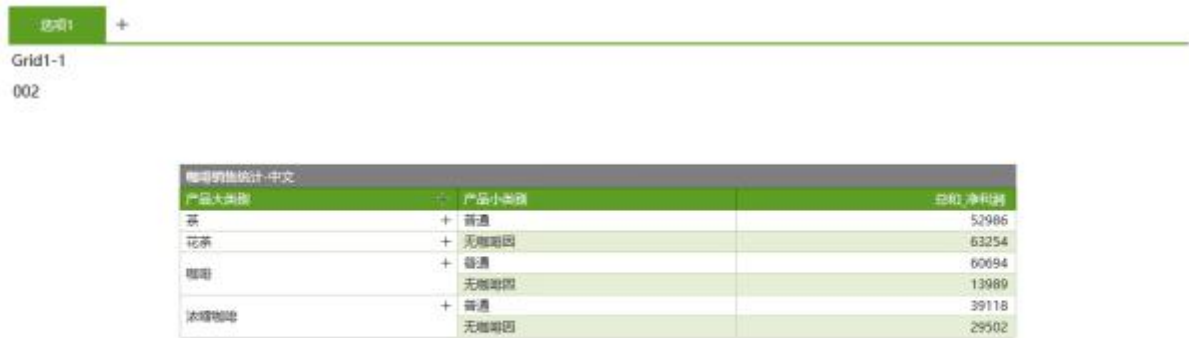 选项1 +
Grid1-1
002
咖啡销售统计-中文
产品大类别 产品小类别 总和_净利润
茶 + 普通 52986
花茶 + 无咖啡因 63254
咖啡 + 普通 60694
无咖啡因 13989
浓缩咖啡 + 普通 39118
无咖啡因 29502